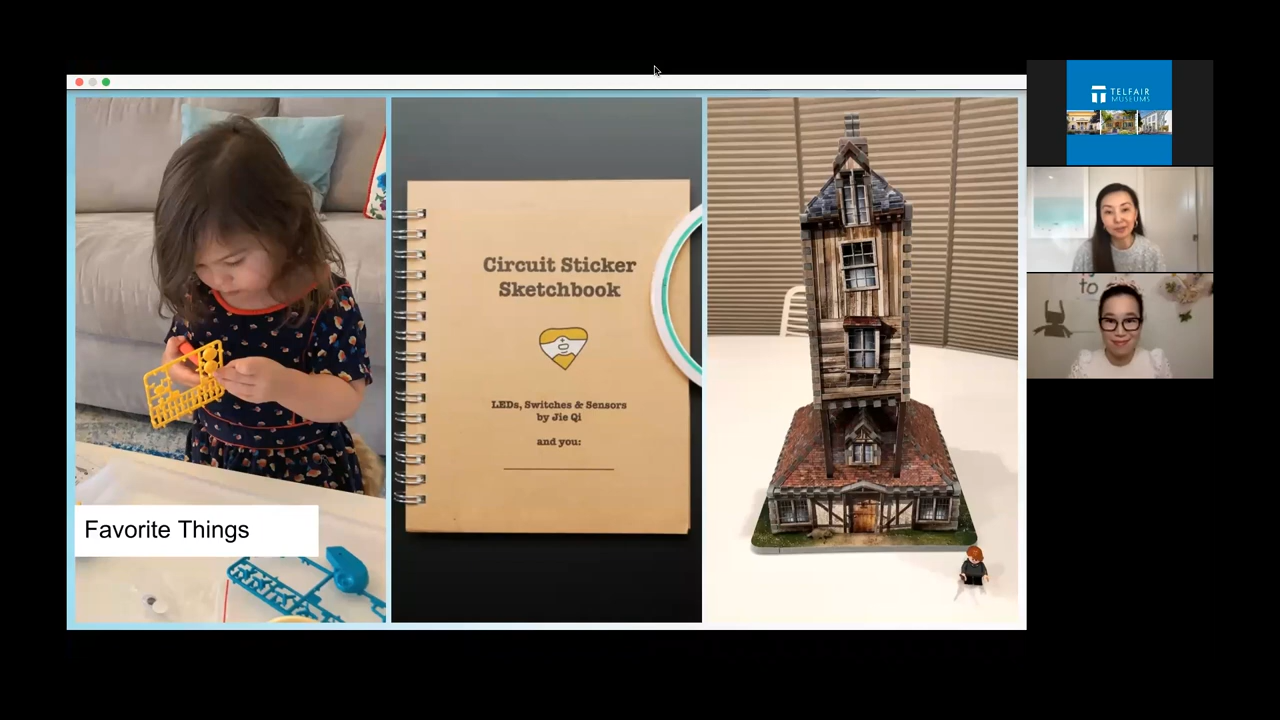 Favorite Things
Circuit Sticker
Sketchbook
LEDs, Switches & Sensors
by Jie Qi
and you:
TELFAIR
MUSEUMS
to